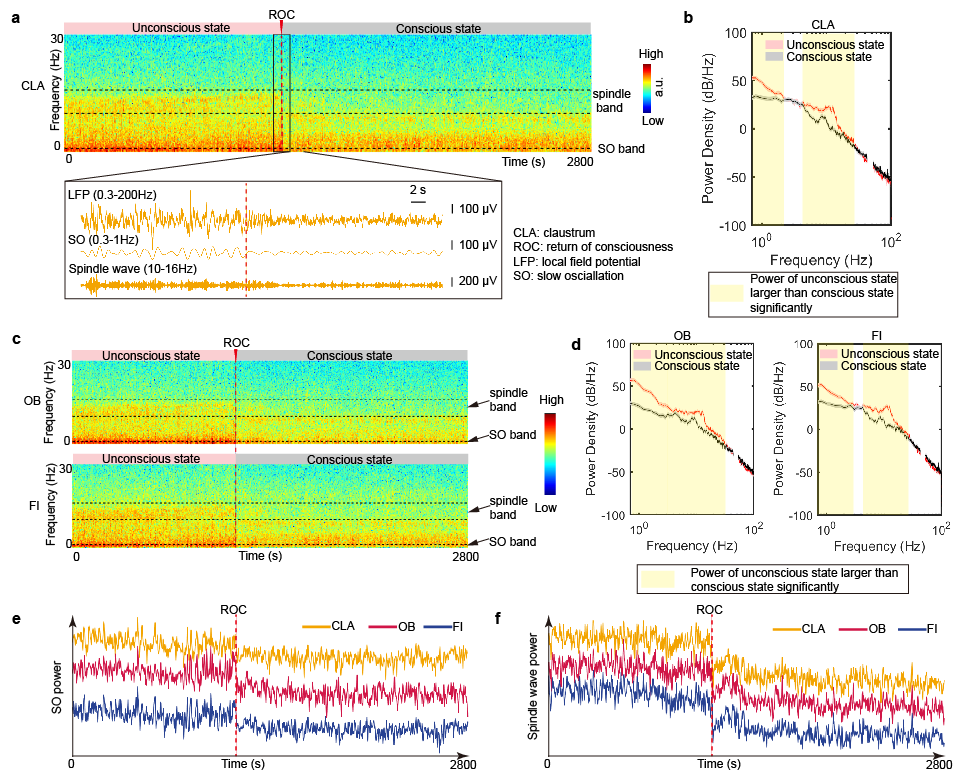 a
ROC
Unconscious state
Conscious state
30
Frequency (Hz)
CLA
0
0
Time (s)
2800
spindle
band
SO band
High
a.u.
Low
LFP (0.3-200Hz)
2 s
100 µV
SO (0.3-1Hz)
100 µV
Spindle wave (10-16Hz)
200 µV
CLA: claustrum
ROC: return of consciousness
LFP: local field potential
SO: slow osciallation
b
CLA
100
50
0
-50
-100
Power Density (dB/Hz)
Unconscious state
Conscious state
10^0
10^2
Frequency (Hz)
Power of unconscious state
larger than conscious state
significantly
c
ROC
Unconscious state
Conscious state
30
Frequency (Hz)
OB
0
spindle
band
SO band
Unconscious state
Conscious state
30
Frequency (Hz)
FI
0
0
Time (s)
2800
spindle
band
SO band
High
Low
d
OB
100
50
0
-50
-100
Power Density (dB/Hz)
Unconscious state
Conscious state
10^0
10^2
Frequency (Hz)
FI
100
50
0
-50
-100
Power Density (dB/Hz)
Unconscious state
Conscious state
10^0
10^2
Frequency (Hz)
Power of unconscious state larger than
conscious state significantly
e
ROC
CLA
OB
FI
SO power
0
Time (s)
2800
f
ROC
CLA
OB
FI
Spindle wave power
0
Time (s)
2800